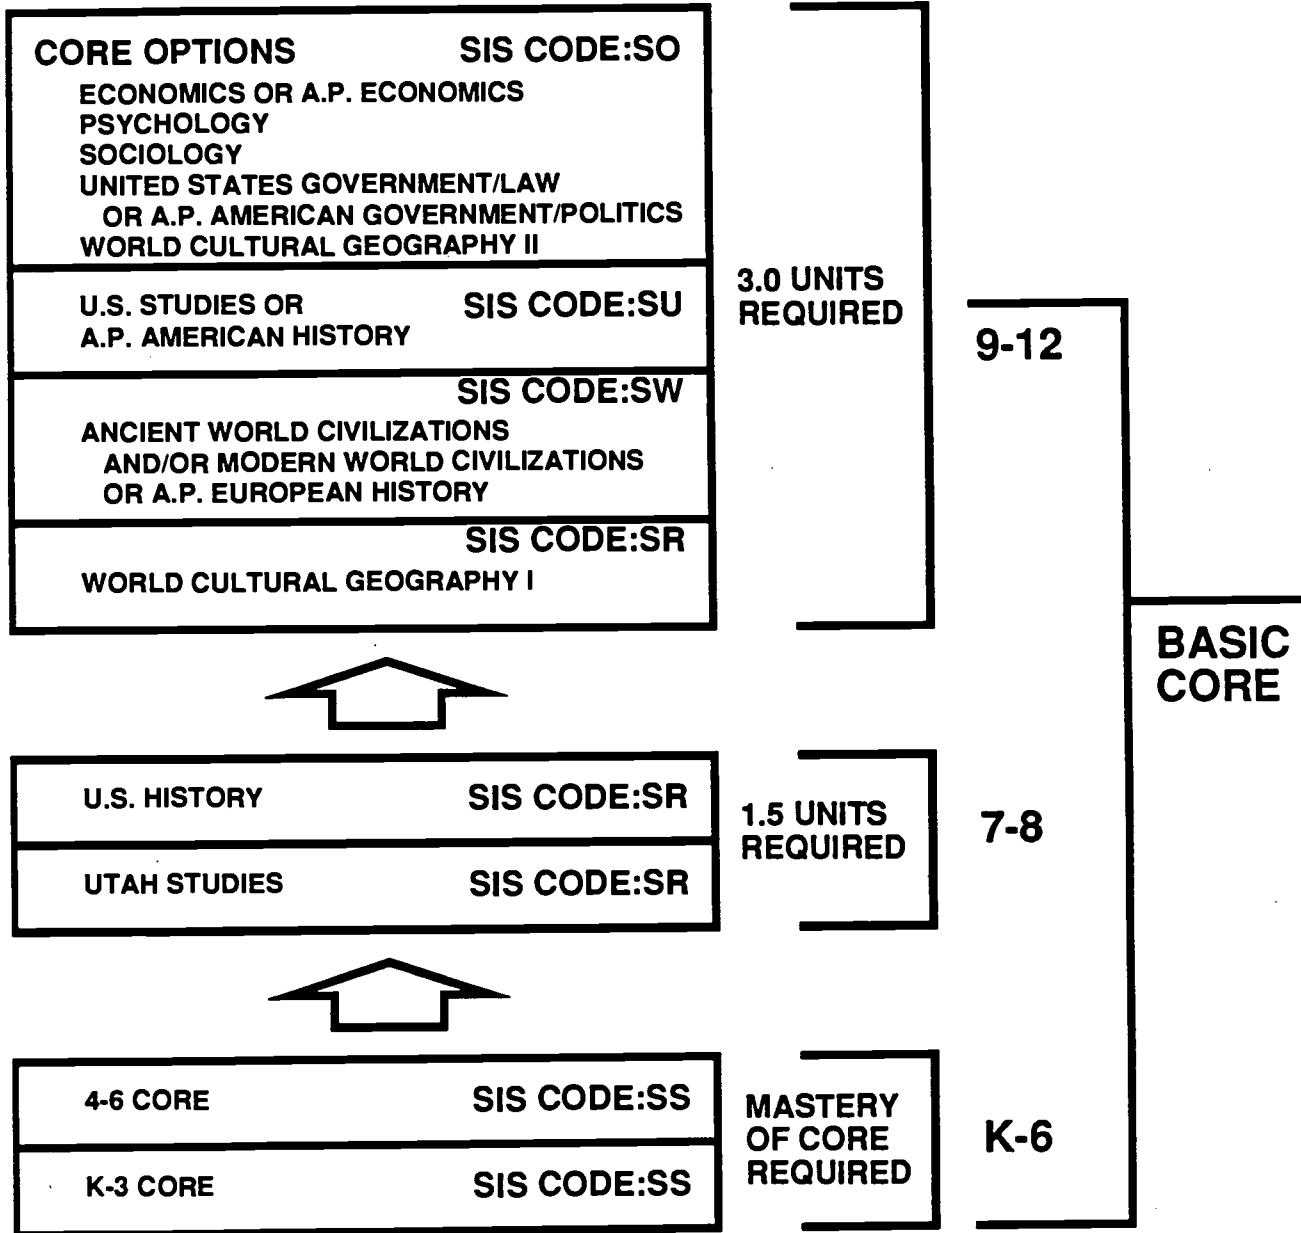 CORE OPTIONS SIS CODE:SO
ECONOMICS OR A.P. ECONOMICS
PSYCHOLOGY
SOCIOLOGY
UNITED STATES GOVERNMENT/LAW
OR A.P. AMERICAN GOVERNMENT/POLITICS
WORLD CULTURAL GEOGRAPHY II
U.S. STUDIES OR SIS CODE:SU
A.P. AMERICAN HISTORY
SIS CODE:SW
ANCIENT WORLD CIVILIZATIONS
AND/OR MODERN WORLD CIVILIZATIONS
OR A.P. EUROPEAN HISTORY
SIS CODE:SR
WORLD CULTURAL GEOGRAPHY I
3.0 UNITS
REQUIRED
9-12
BASIC
CORE
U.S. HISTORY SIS CODE:SR
UTAH STUDIES SIS CODE:SR
1.5 UNITS
REQUIRED
7-8
4-6 CORE SIS CODE:SS
K-3 CORE SIS CODE:SS
MASTERY
OF CORE
REQUIRED
K-6